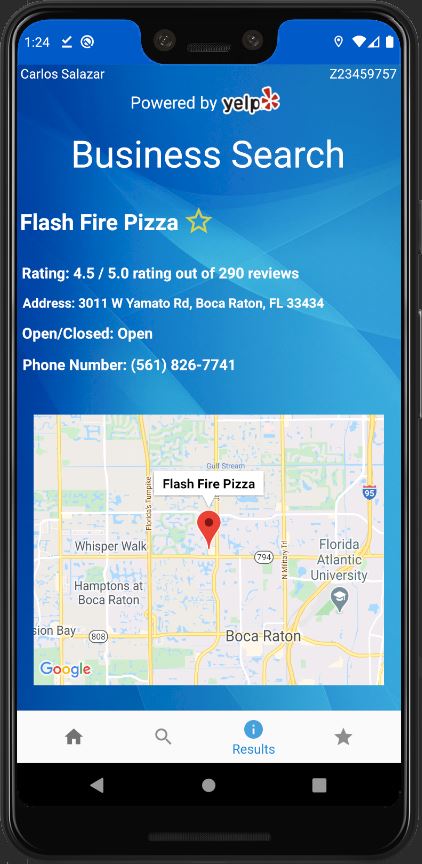 1:24
Carlos Salazar Z23459757
Powered by yelp
Business Search
Flash Fire Pizza
Rating: 4.5 / 5.0 rating out of 290 reviews
Address: 3011 W Yamato Rd, Boca Raton, FL 33434
Open/Closed: Open
Phone Number: (561) 826-7741
Gulf Stream
Flash Fire Pizza
95
Florida's Turnpike
Whisper Walk
794
N Military Trl
Florida
Atlantic
University
Hamptons at
Boca Raton
sion Bay
808
Boca Raton
Google
Results